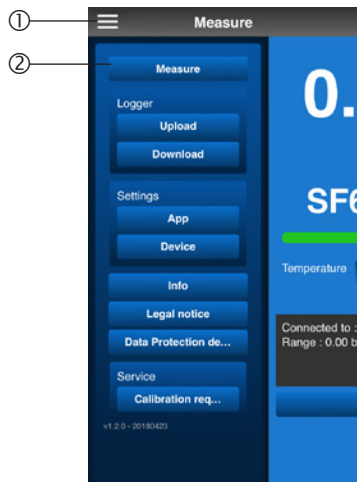 ①
Measure
②
Measure
Logger
Upload
Download
Settings
App
Device
Info
Legal notice
Data Protection de...
Service
Calibration req...
v1.2.0 - 20180423
0.
SF6
Temperature
Connected to :
Range : 0.00 b